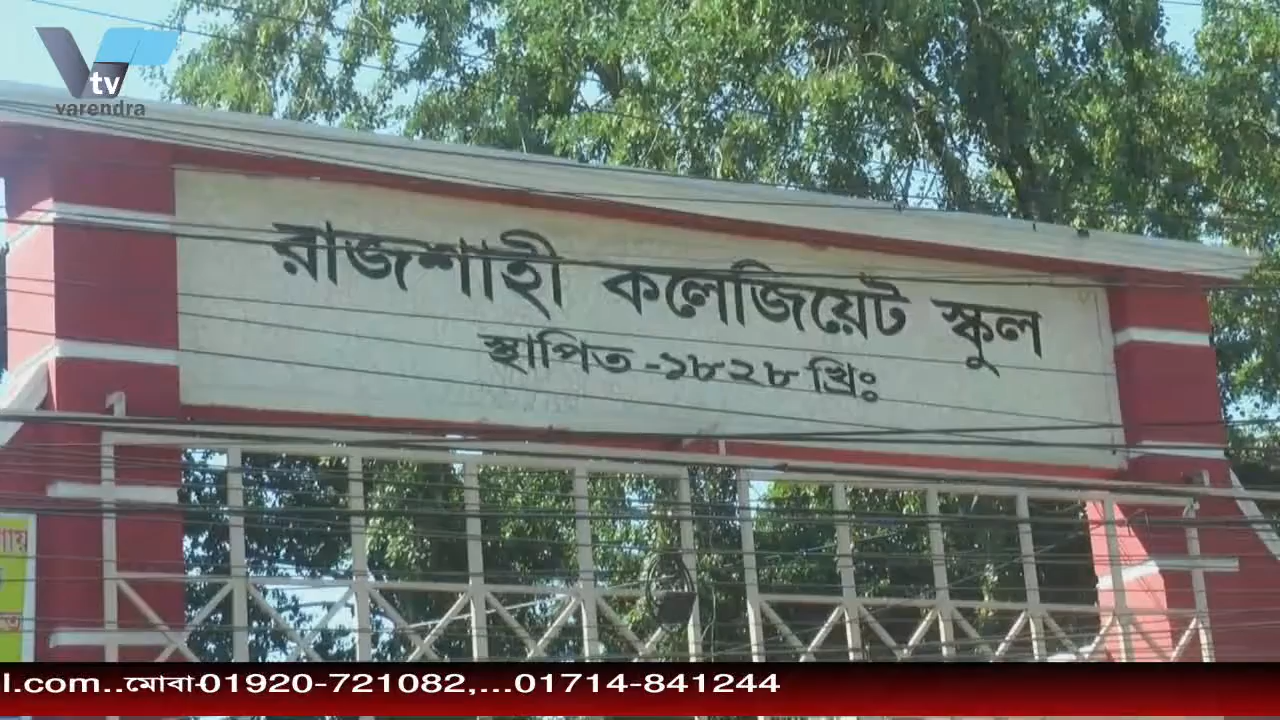 tv
varendra
রাজশাহী কলেজিয়েট স্কুল
স্থাপিত -১৮২৮ খ্রিঃ
l.com..মোবা-01920-721082,...01714-841244